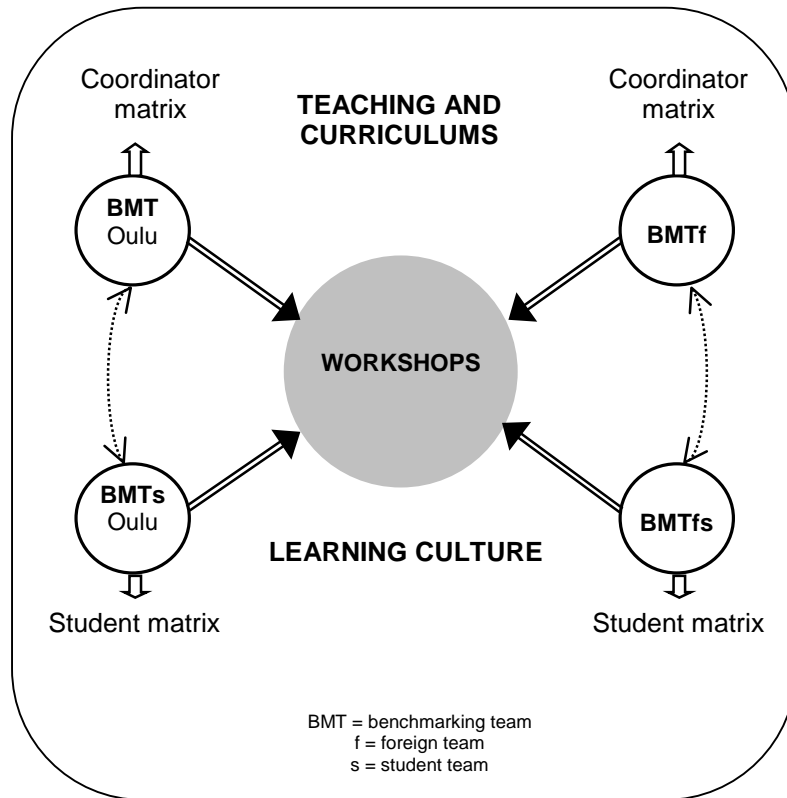 Coordinator
matrix
Coordinator
matrix
TEACHING AND
CURRICULUMS
BMT
Oulu
BMTf
WORKSHOPS
BMTs
Oulu
BMTfs
LEARNING CULTURE
Student matrix
Student matrix
BMT = benchmarking team
f = foreign team
s = student team